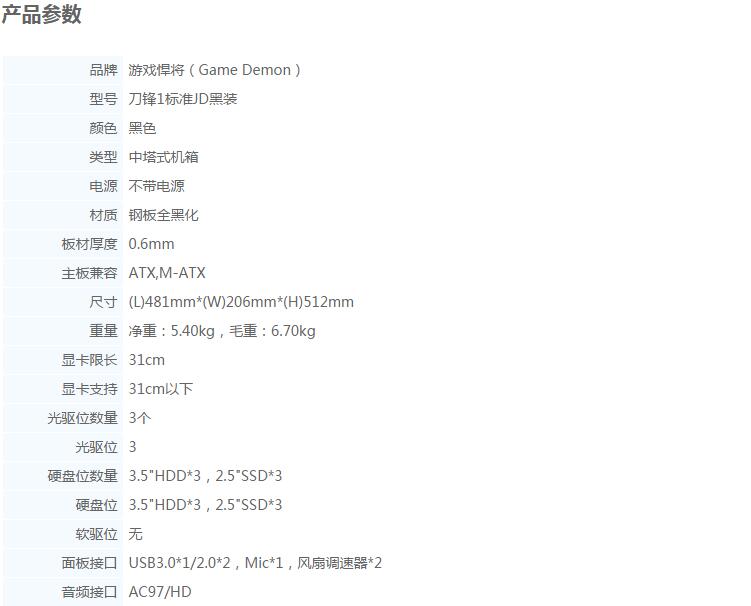 产品参数
品牌 游戏悍将（Game Demon）
型号 刀锋1标准JD黑装
颜色 黑色
类型 中塔式机箱
电源 不带电源
材质 钢板全黑化
板材厚度 0.6mm
主板兼容 ATX,M-ATX
尺寸 (L)481mm*(W)206mm*(H)512mm
重量 净重：5.40kg，毛重：6.70kg
显卡限长 31cm
显卡支持 31cm以下
光驱位数量 3个
光驱位 3
硬盘位数量 3.5"HDD*3，2.5"SSD*3
硬盘位 3.5"HDD*3，2.5"SSD*3
软驱位 无
面板接口 USB3.0*1/2.0*2，Mic*1，风扇调速器*2
音频接口 AC97/HD